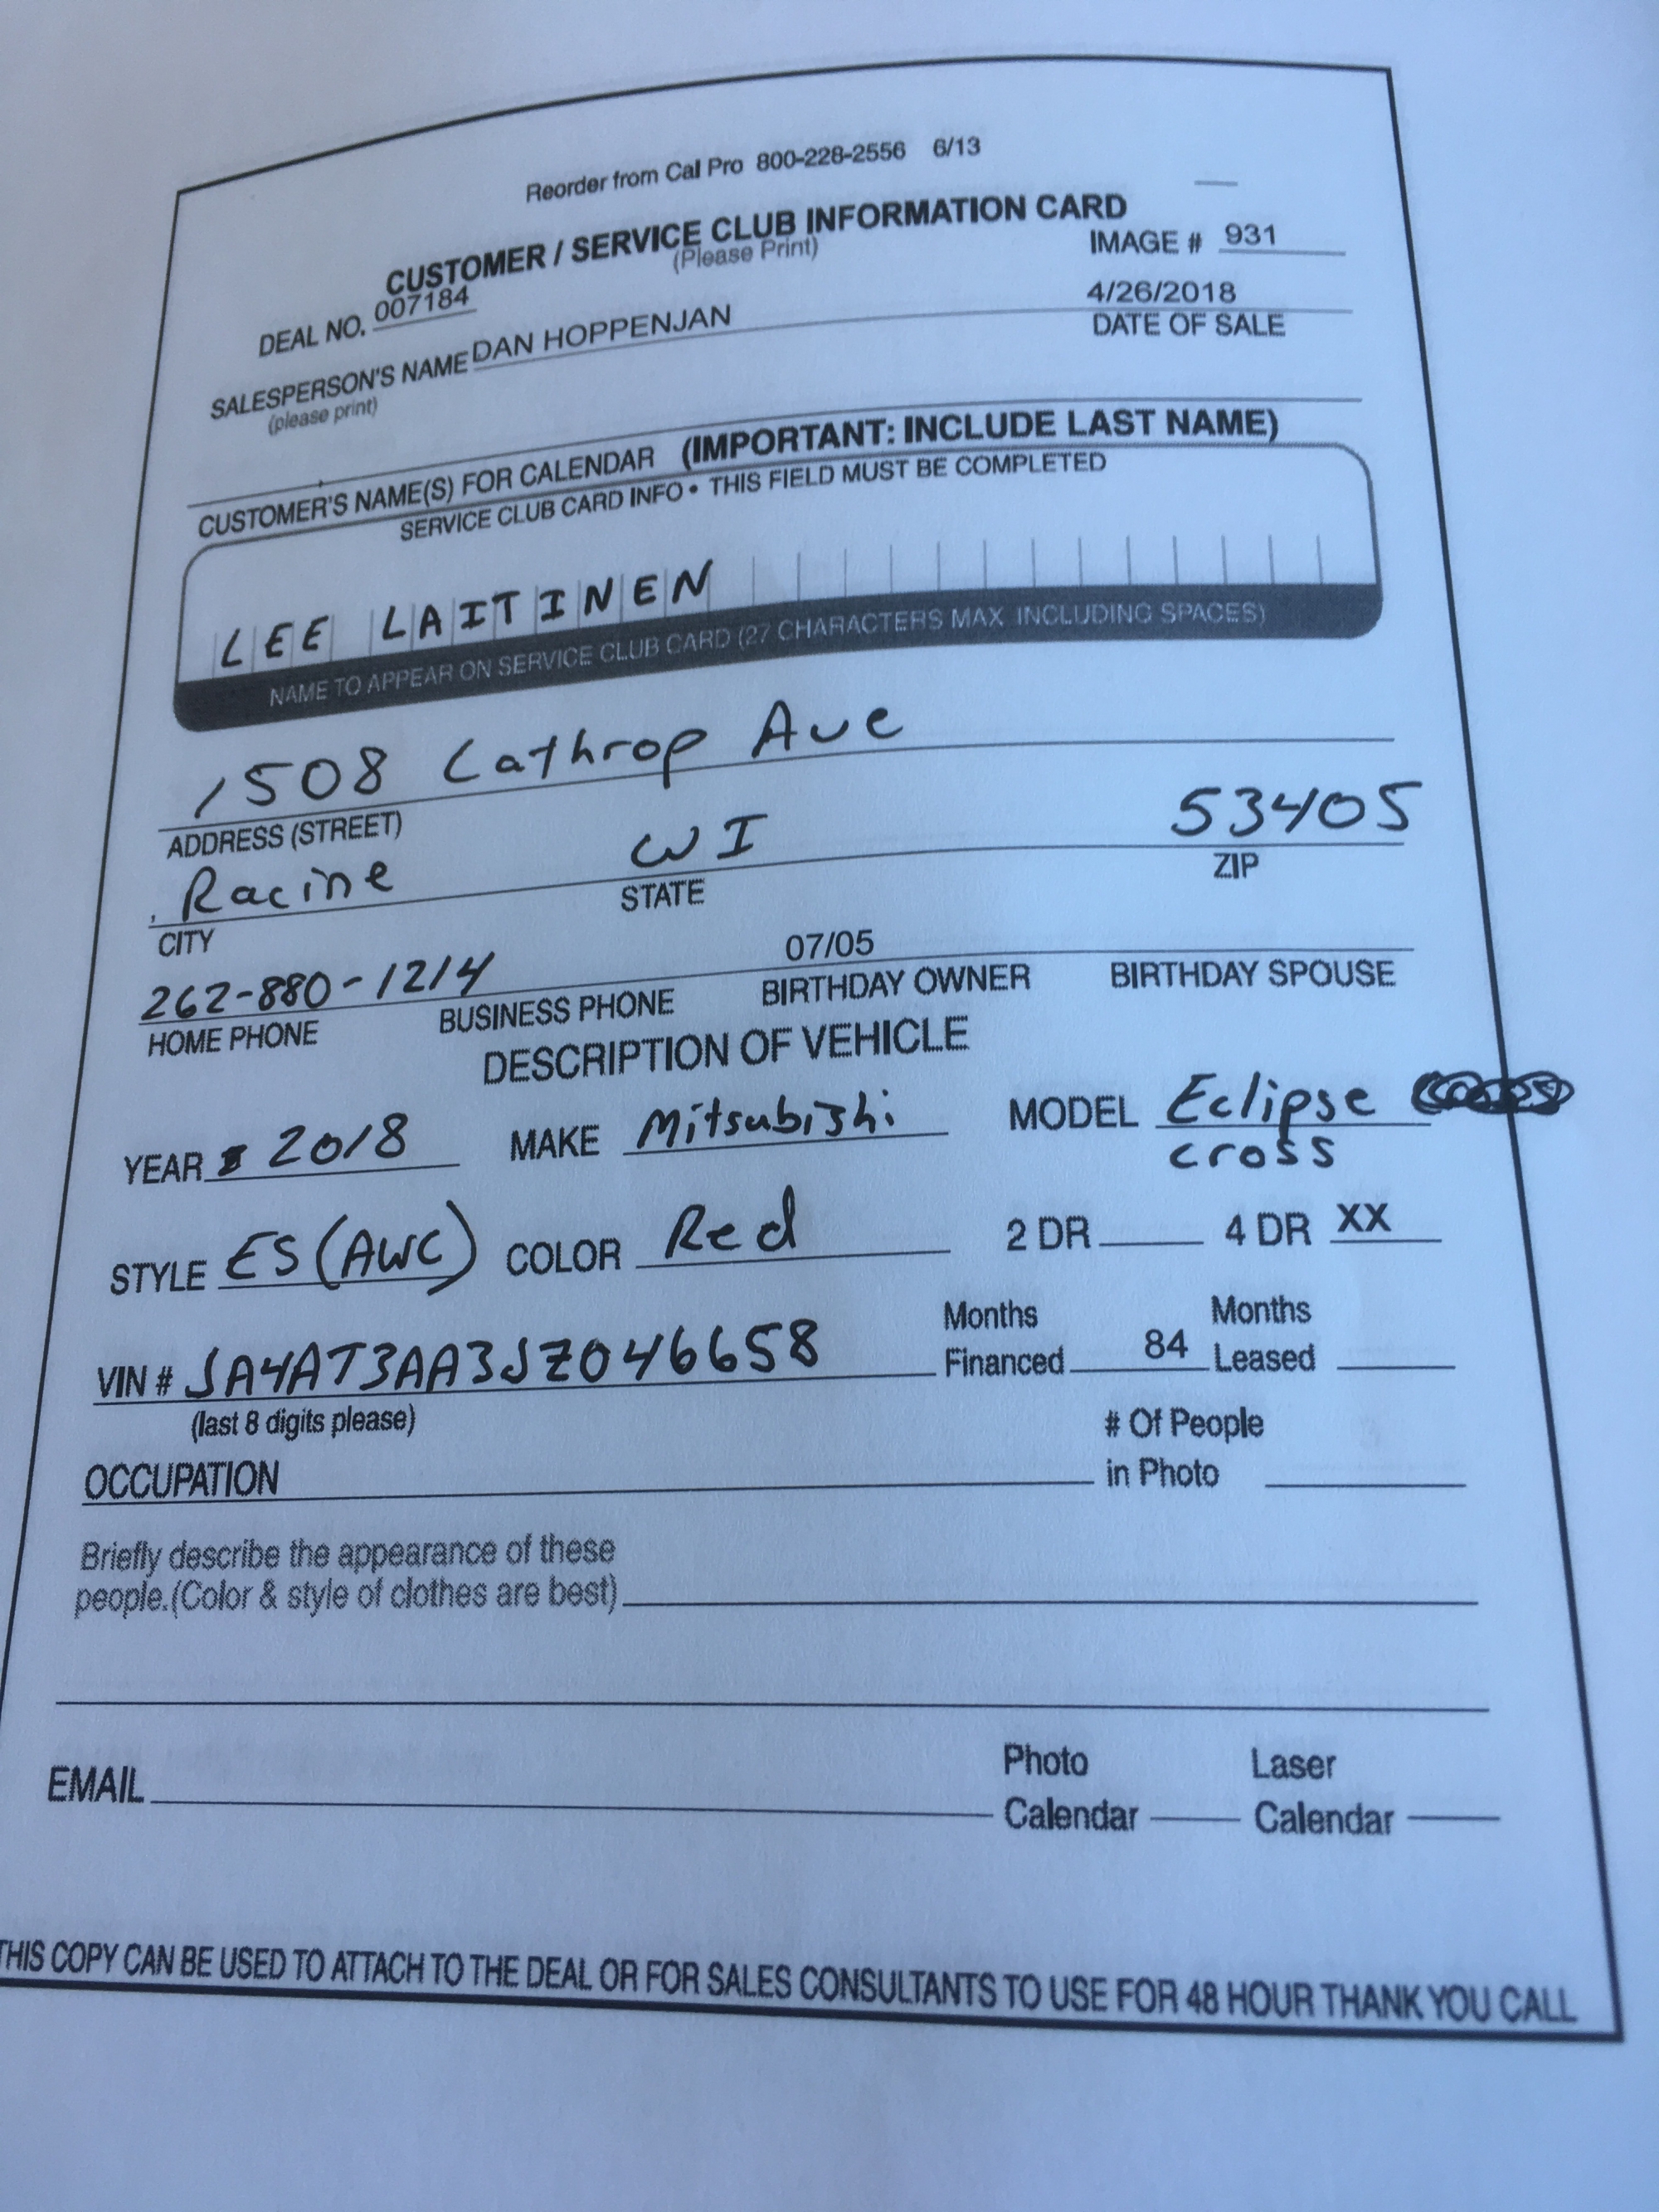 Reorder from Cal Pro 800-228-2556 6/13
CUSTOMER / SERVICE CLUB INFORMATION CARD
(Please Print)
IMAGE # 931
DEAL NO. 007184
4/26/2018
DATE OF SALE
SALESPERSON'S NAME DAN HOPPENJAN
(please print)
CUSTOMER'S NAME(S) FOR CALENDAR (IMPORTANT: INCLUDE LAST NAME)
SERVICE CLUB CARD INFO • THIS FIELD MUST BE COMPLETED
LEE LAITINEN
NAME TO APPEAR ON SERVICE CLUB CARD (27 CHARACTERS MAX INCLUDING SPACES)
1508 Lathrop Ave
ADDRESS (STREET)
Racine WI 53405
CITY STATE ZIP
262-880-1214 07/05
HOME PHONE BUSINESS PHONE BIRTHDAY OWNER BIRTHDAY SPOUSE
DESCRIPTION OF VEHICLE
YEAR 2018 MAKE Mitsubishi MODEL Eclipse
cross
STYLE ES (AWC) COLOR Red 2 DR 4 DR XX
VIN # JA4AT3AA3JZ046658 Months Financed 84 Months Leased
(last 8 digits please)
OCCUPATION # Of People in Photo
Briefly describe the appearance of these
people.(Color & style of clothes are best)
EMAIL Photo Calendar Laser Calendar
THIS COPY CAN BE USED TO ATTACH TO THE DEAL OR FOR SALES CONSULTANTS TO USE FOR 48 HOUR THANK YOU CALL